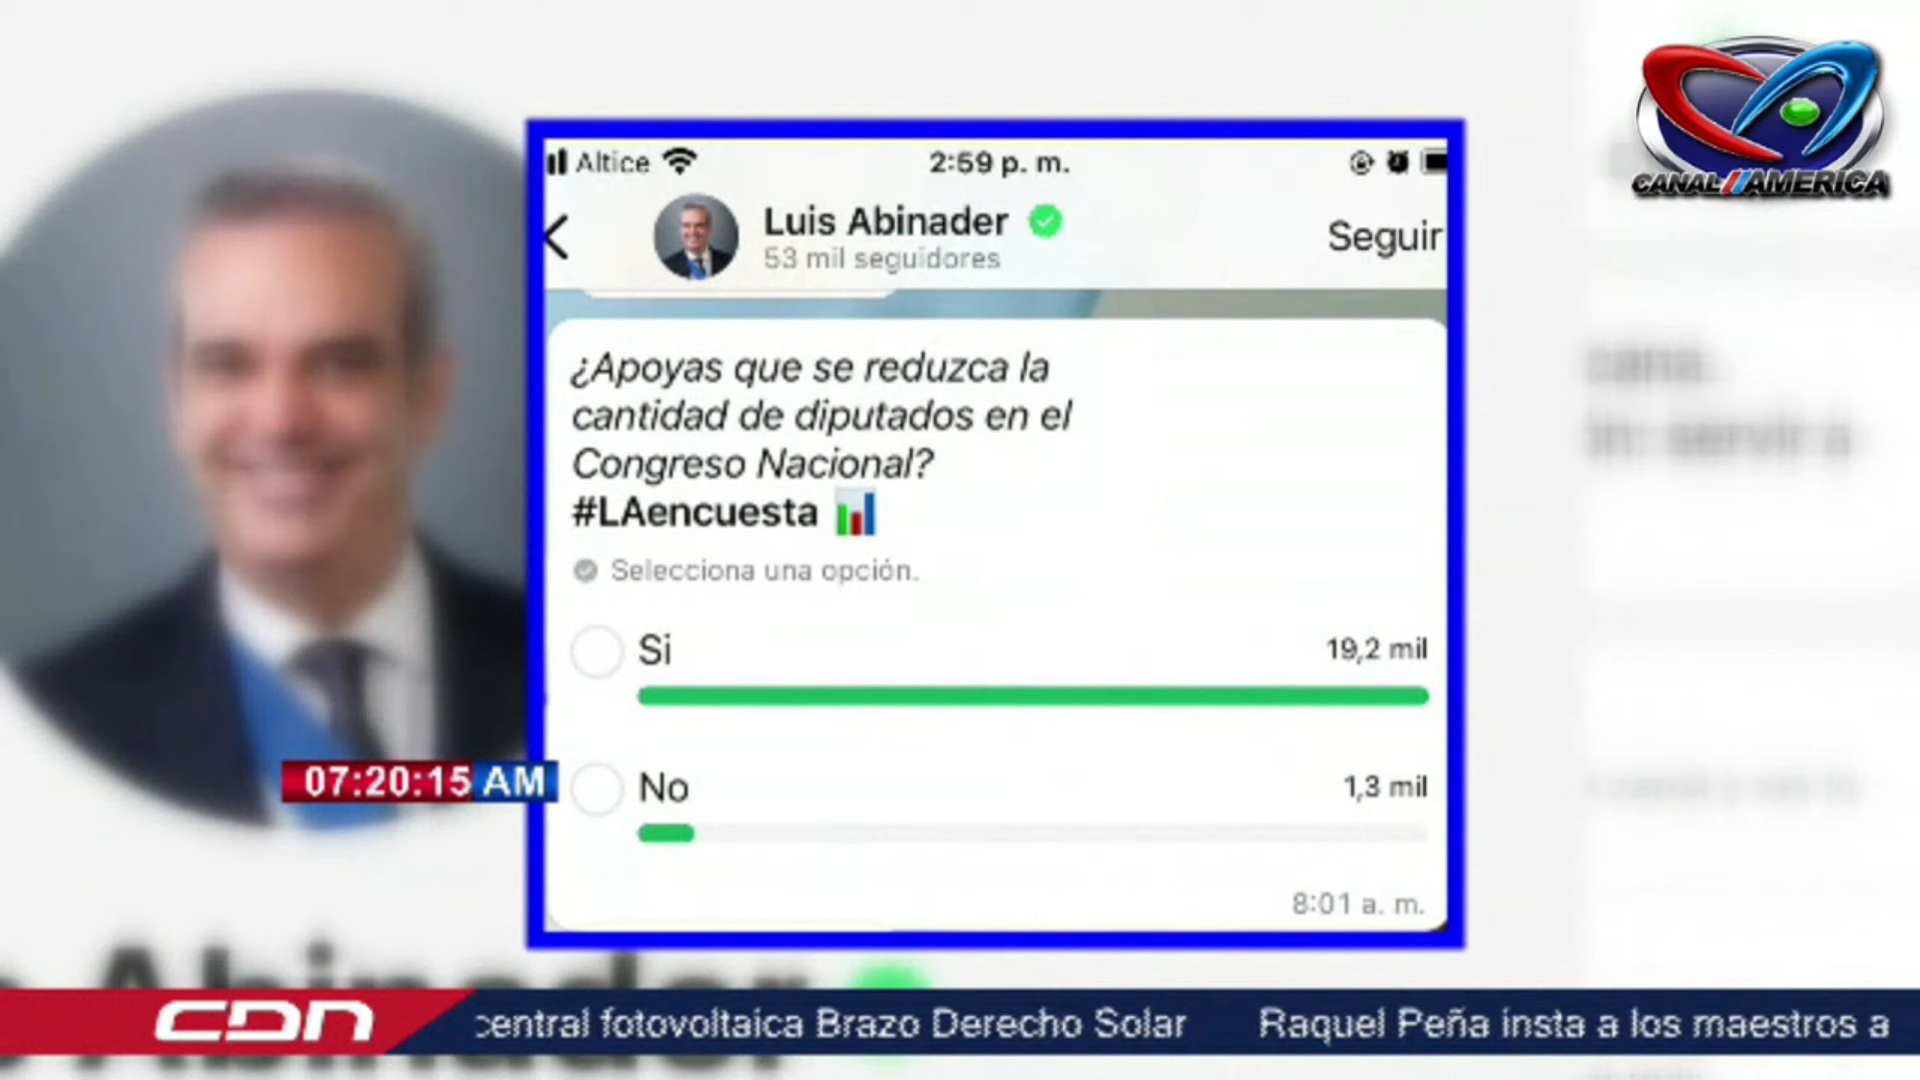 CANAL AMERICA
Altice
2:59 p. m.
Luis Abinader
53 mil seguidores
Seguir
¿Apoyas que se reduzca la
cantidad de diputados en el
Congreso Nacional?
#LAencuesta
Selecciona una opción.
Si
19,2 mil
No
1,3 mil
8:01 a. m.
07:20:15 AM
Abinader
CDN
central fotovoltaica Brazo Derecho Solar
Raquel Peña insta a los maestros a